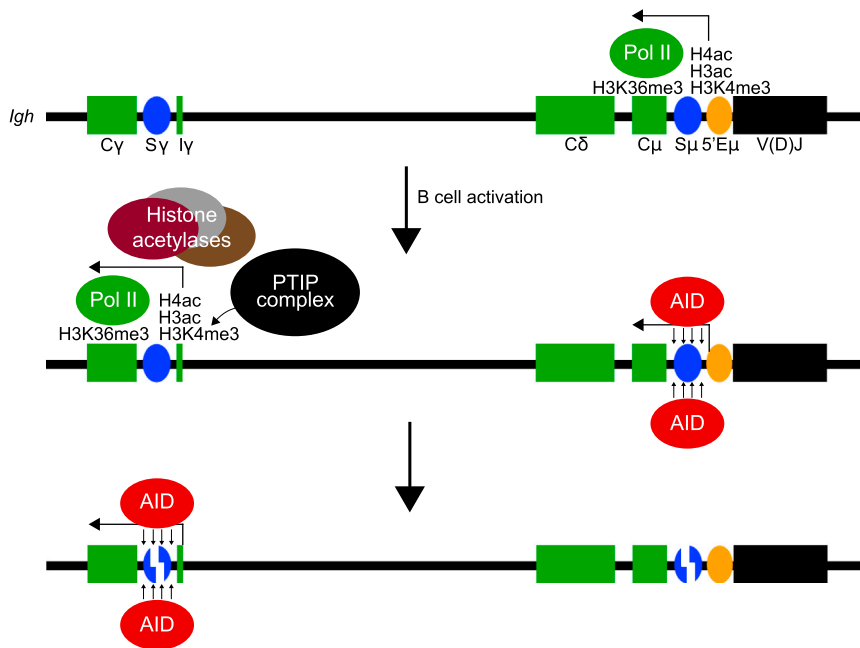 Pol II
H4ac
H3ac
H3K36me3 H3K4me3
Igh
Cγ Sγ Iγ Cδ Cμ Sμ 5'Eμ V(D)J
B cell activation
Histone
acetylases
PTIP
complex
Pol II
H4ac
H3ac
H3K36me3 H3K4me3
AID
AID
AID
AID